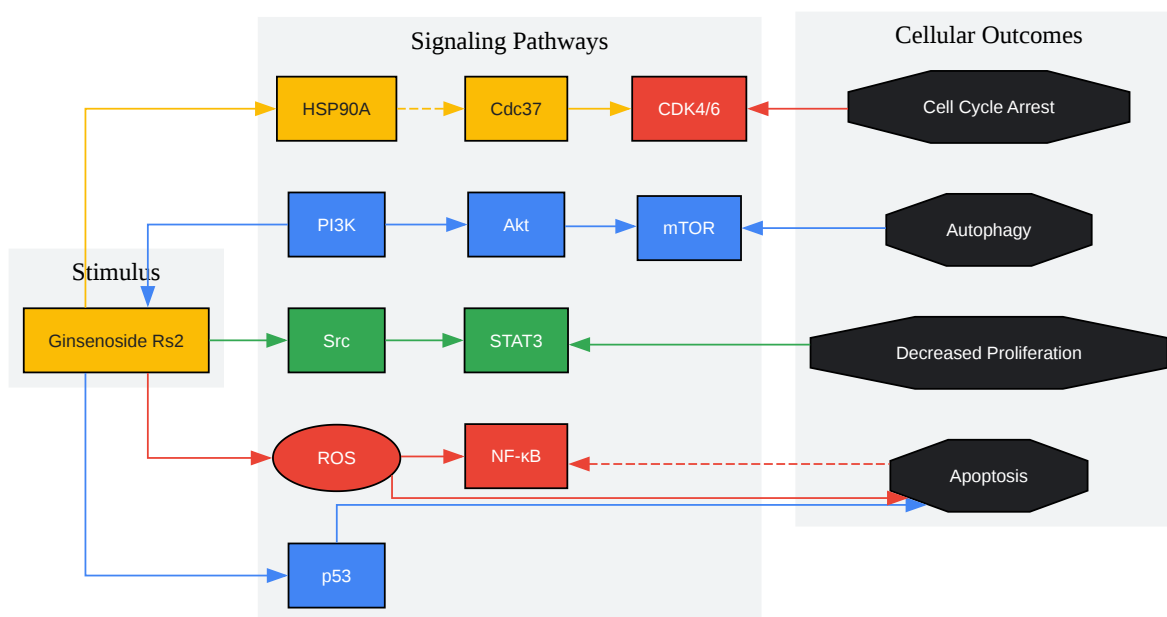 Signaling Pathways
Cellular Outcomes
HSP90A
Cdc37
CDK4/6
Cell Cycle Arrest
PI3K
Akt
mTOR
Autophagy
Stimulus
Ginsenoside Rs2
Src
STAT3
Decreased Proliferation
ROS
NF-κB
Apoptosis
p53